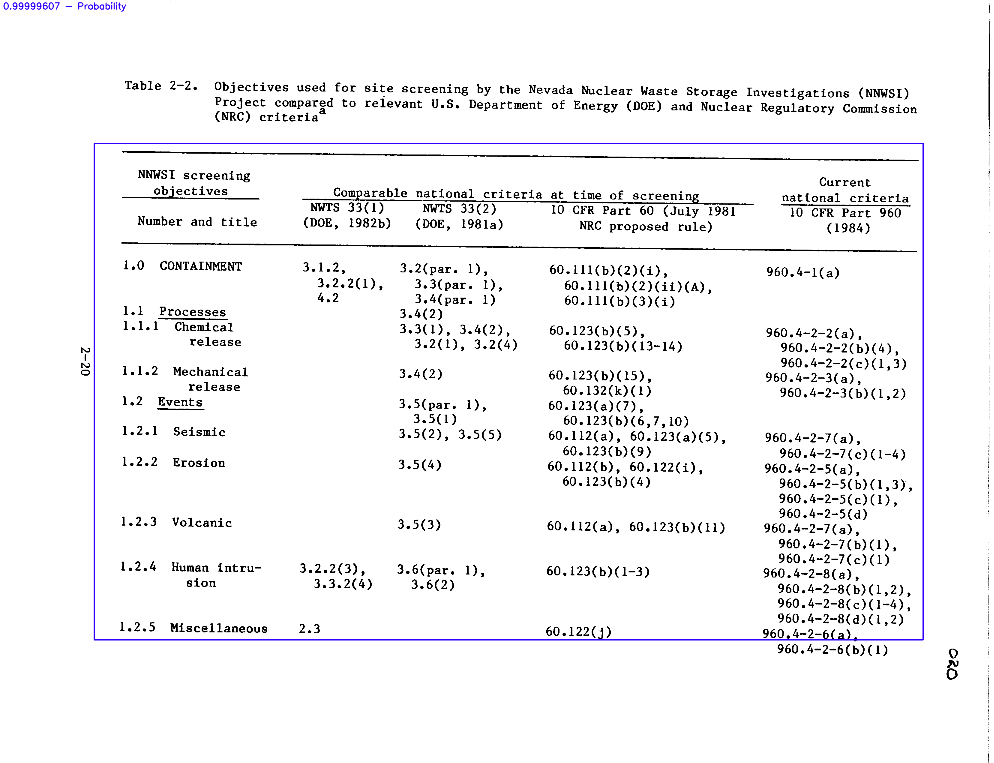 0.99999607 — Probability
Table 2-2. Objectives used for site screening by the Nevada Nuclear Waste Storage Investigations (NNWSI)
Project compared to relevant U.S. Department of Energy (DOE) and Nuclear Regulatory Commission
(NRC) criteriaa
NNWSI screening
objectives
Number and title
Comparable national criteria at time of screening
NWTS 33(1) NWTS 33(2) 10 CFR Part 60 (July 1981
(DOE, 1982b) (DOE, 1981a) NRC proposed rule)
Current
national criteria
10 CFR Part 960
(1984)
1.0 CONTAINMENT 3.1.2, 3.2(par. 1), 60.111(b)(2)(i), 960.4-1(a)
3.2.2(1), 3.3(par. 1), 60.111(b)(2)(ii)(A),
4.2 3.4(par. 1) 60.111(b)(3)(i)
1.1 Processes 3.4(2)
1.1.1 Chemical 3.3(1), 3.4(2), 60.123(b)(5), 960.4-2-2(a),
release 3.2(1), 3.2(4) 60.123(b)(13-14) 960.4-2-2(b)(4),
960.4-2-2(c)(1,3)
1.1.2 Mechanical 3.4(2) 60.123(b)(15), 960.4-2-3(a),
release 60.132(k)(1) 960.4-2-3(b)(1,2)
1.2 Events 3.5(par. 1), 60.123(a)(7),
3.5(1) 60.123(b)(6,7,10)
1.2.1 Seismic 3.5(2), 3.5(5) 60.112(a), 60.123(a)(5), 960.4-2-7(a),
60.123(b)(9) 960.4-2-7(c)(1-4)
1.2.2 Erosion 3.5(4) 60.112(b), 60.122(i), 960.4-2-5(a),
60.123(b)(4) 960.4-2-5(b)(1,3),
960.4-2-5(c)(1),
960.4-2-5(d)
1.2.3 Volcanic 3.5(3) 60.112(a), 60.123(b)(11) 960.4-2-7(a),
960.4-2-7(b)(1),
960.4-2-7(c)(1)
1.2.4 Human intru- 3.2.2(3), 3.6(par. 1), 60.123(b)(1-3) 960.4-2-8(a),
sion 3.3.2(4) 3.6(2) 960.4-2-8(b)(1,2),
960.4-2-8(c)(1-4),
960.4-2-8(d)(1,2)
1.2.5 Miscellaneous 2.3 60.122(j) 960.4-2-6(a),
960.4-2-6(b)(1)
2-20